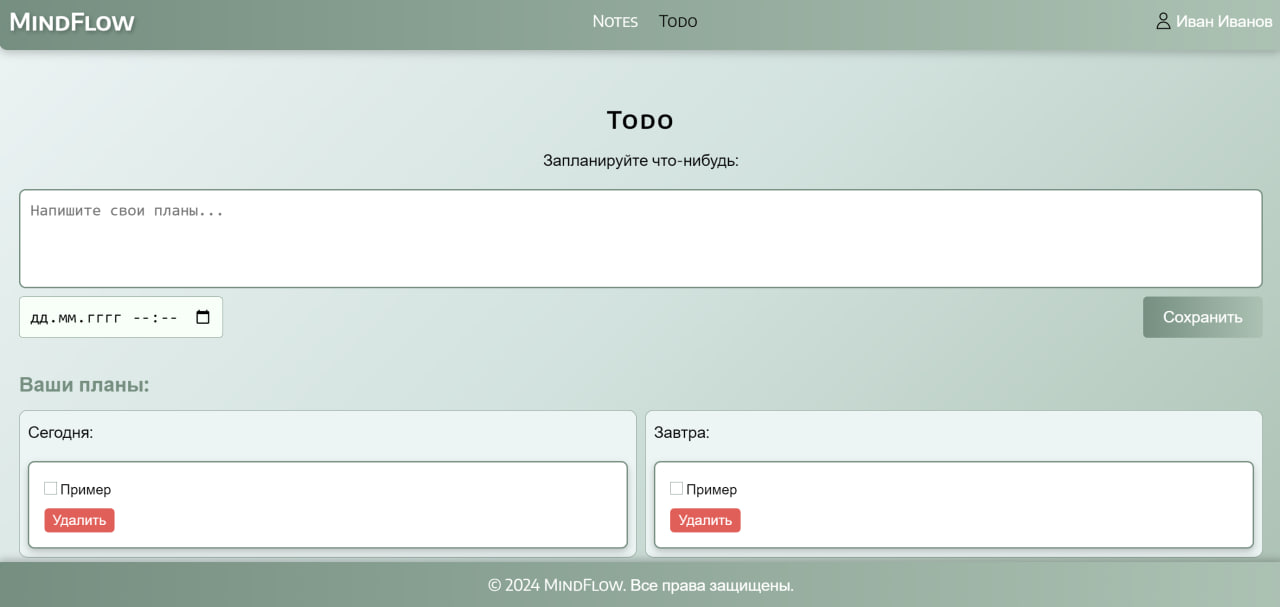 MindFlow
Notes Todo
Иван Иванов
Todo
Запланируйте что-нибудь:
Напишите свои планы...
дд.мм.гггг --:--
Сохранить
Ваши планы:
Сегодня:
Пример
Удалить
Завтра:
Пример
Удалить
© 2024 MindFlow. Все права защищены.